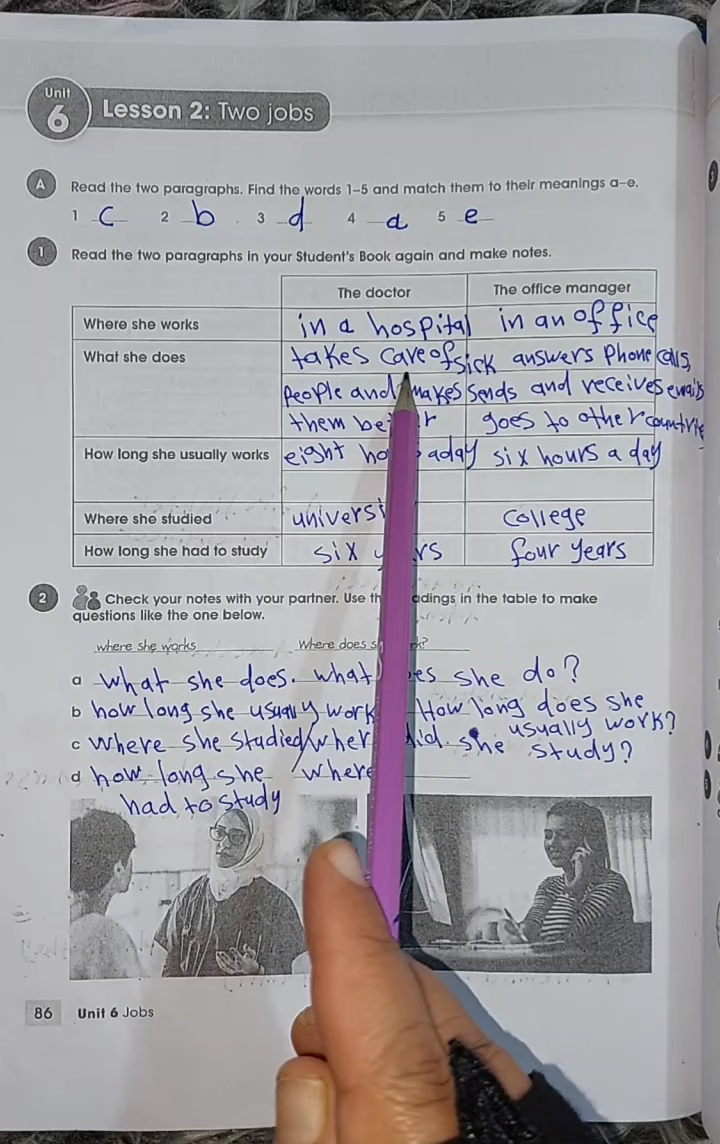 Unit
6
Lesson 2: Two jobs
A Read the two paragraphs. Find the words 1–5 and match them to their meanings a–e.
1 c 2 b 3 d 4 a 5 e
1 Read the two paragraphs in your Student's Book again and make notes.
The doctor The office manager
Where she works in a hospital in an office
What she does takes care of sick answers Phone calls,
People and makes sends and receives emails
them goes to other
How long she usually works eight aday six hours a day
Where she studied College
How long she had to study six four years
2 Check your notes with your partner. Use in the table to make
questions like the one below.
where she works Where does
a what she does. what she do?
b how long she usually work How long does she
usually work?
c where she studied/ she study?
d how long she where
had to study
86 Unit 6 Jobs